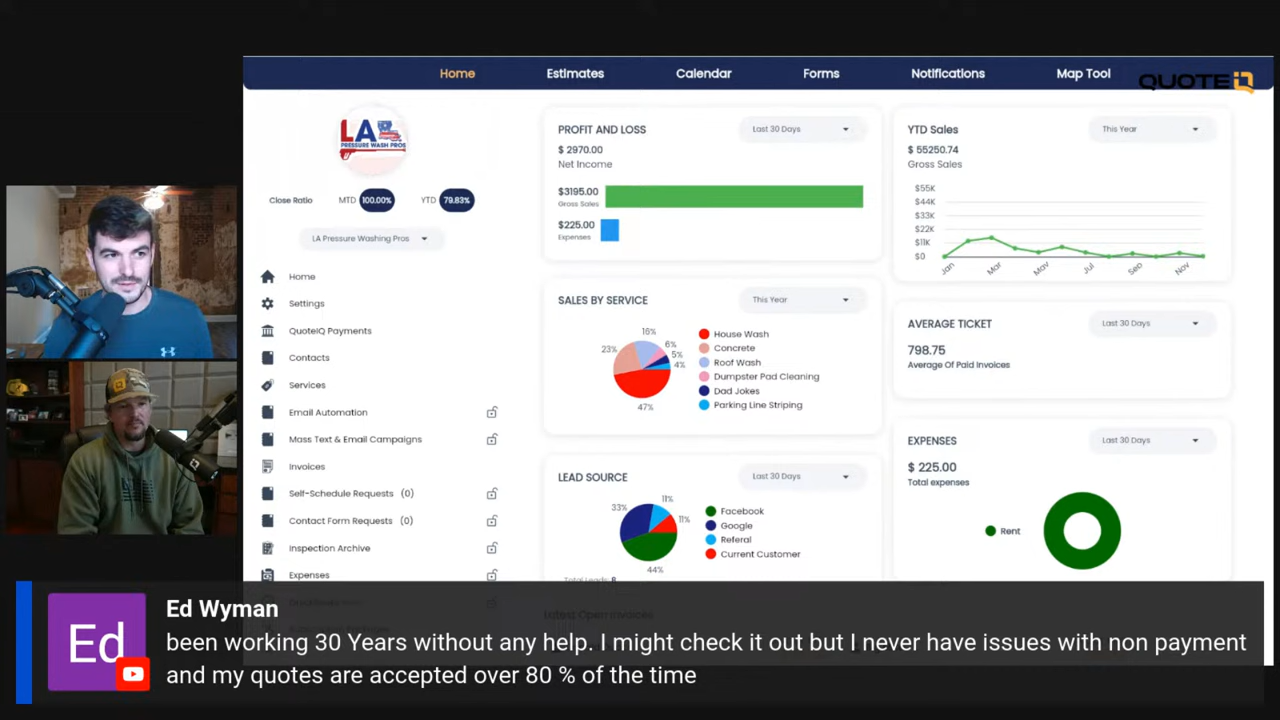 Home Estimates Calendar Forms Notifications Map Tool
QUOTEIQ
LA
PRESSURE WASH PROS
Close Ratio MTD 100.00% YTD 79.83%
LA Pressure Washing Pros
Home
Settings
QuoteIQ Payments
Contacts
Services
Email Automation
Mass Text & Email Campaigns
Invoices
Self-Schedule Requests (0)
Contact Form Requests (0)
Inspection Archive
Expenses
PROFIT AND LOSS Last 30 Days
$ 2970.00
Net Income
$3195.00
Gross Sales
$225.00
Expenses
SALES BY SERVICE This Year
16%
6%
5%
4%
23%
47%
House Wash
Concrete
Roof Wash
Dumpster Pad Cleaning
Dad Jokes
Parking Line Striping
LEAD SOURCE Last 30 Days
11%
33%
11%
44%
Facebook
Google
Referal
Current Customer
Total Leads: 8
Latest Open Invoices
YTD Sales This Year
$ 55250.74
Gross Sales
$55K
$44K
$33K
$22K
$11K
$0
Jan Mar May Jul Sep Nov
AVERAGE TICKET Last 30 Days
798.75
Average Of Paid Invoices
EXPENSES Last 30 Days
$ 225.00
Total expenses
Rent
Ed
Ed Wyman
been working 30 Years without any help. I might check it out but I never have issues with non payment
and my quotes are accepted over 80 % of the time